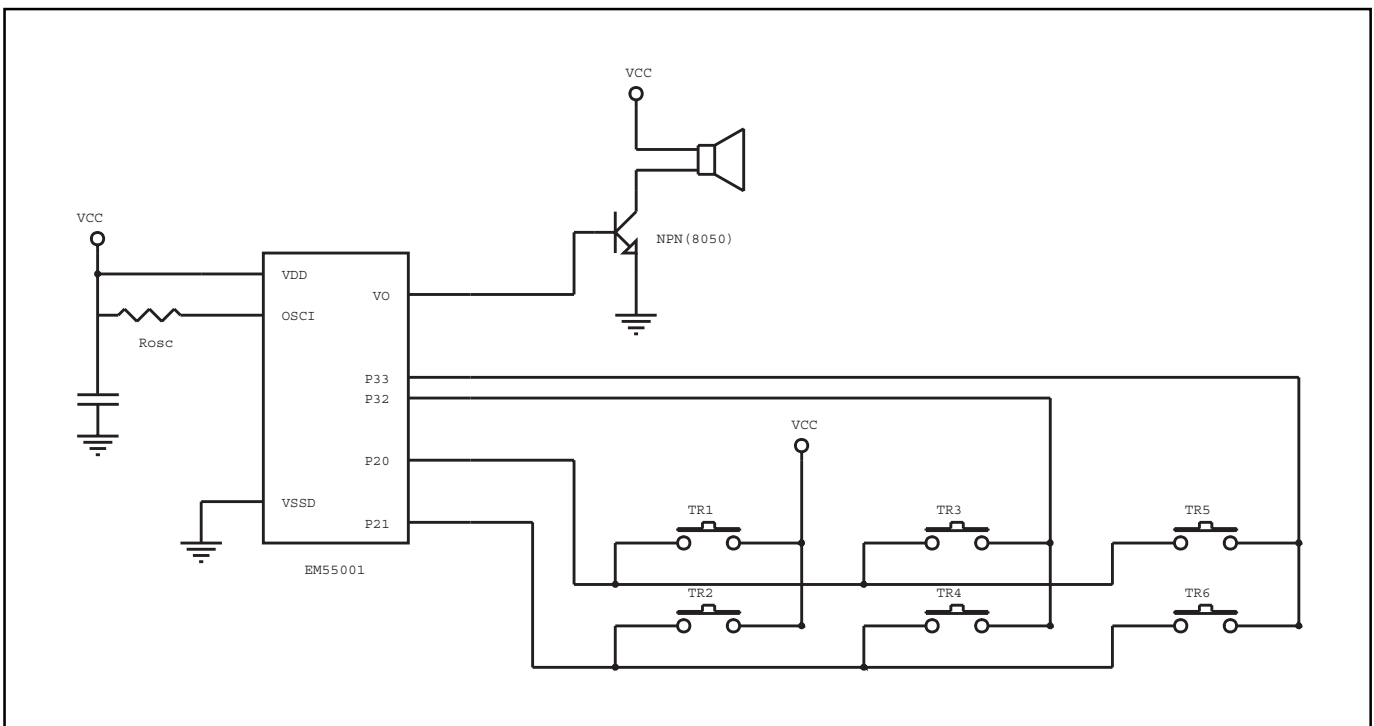 VCC
NPN(8050)
VCC
VDD
VO
OSCI
Rosc
P33
P32
VCC
P20
VSSD
P21
EM55001
TR1
TR3
TR5
TR2
TR4
TR6